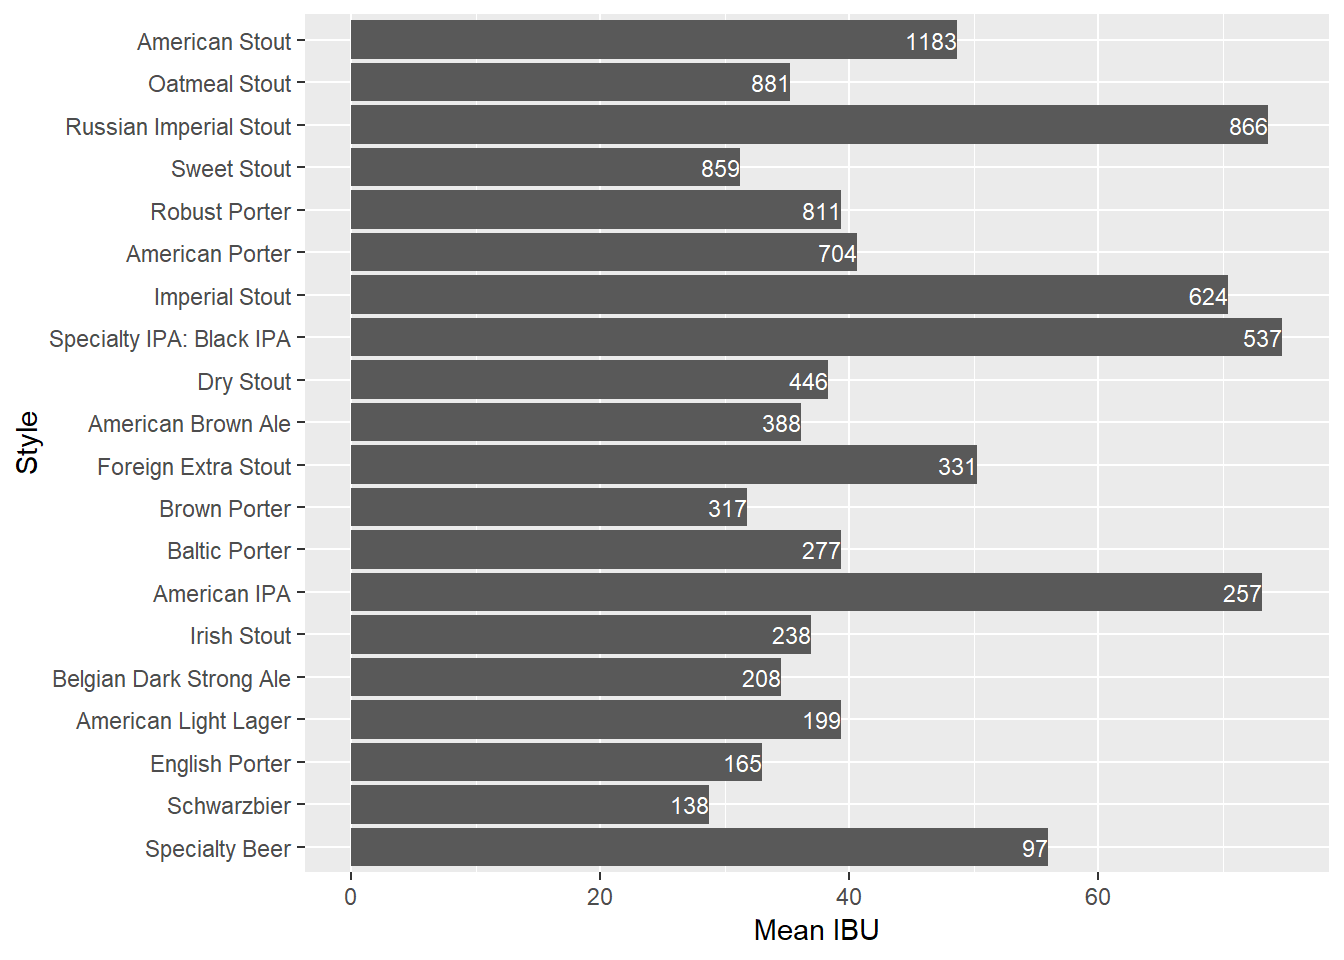 American Stout 1183
Oatmeal Stout 881
Russian Imperial Stout 866
Sweet Stout 859
Robust Porter 811
American Porter 704
Imperial Stout 624
Specialty IPA: Black IPA 537
Dry Stout 446
American Brown Ale 388
Foreign Extra Stout 331
Brown Porter 317
Baltic Porter 277
American IPA 257
Irish Stout 238
Belgian Dark Strong Ale 208
American Light Lager 199
English Porter 165
Schwarzbier 138
Specialty Beer 97
Style
0 20 40 60
Mean IBU